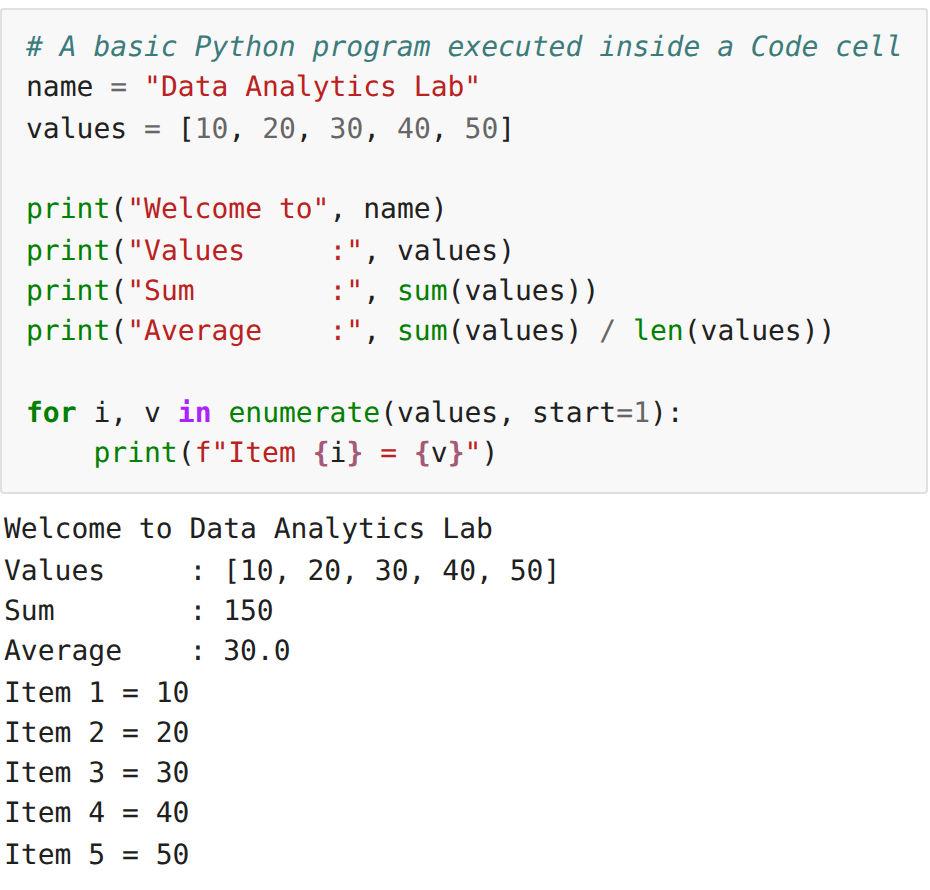 # A basic Python program executed inside a Code cell
name = "Data Analytics Lab"
values = [10, 20, 30, 40, 50]

print("Welcome to", name)
print("Values     :", values)
print("Sum        :", sum(values))
print("Average    :", sum(values) / len(values))

for i, v in enumerate(values, start=1):
    print(f"Item {i} = {v}")
Welcome to Data Analytics Lab
Values     : [10, 20, 30, 40, 50]
Sum        : 150
Average    : 30.0
Item 1 = 10
Item 2 = 20
Item 3 = 30
Item 4 = 40
Item 5 = 50